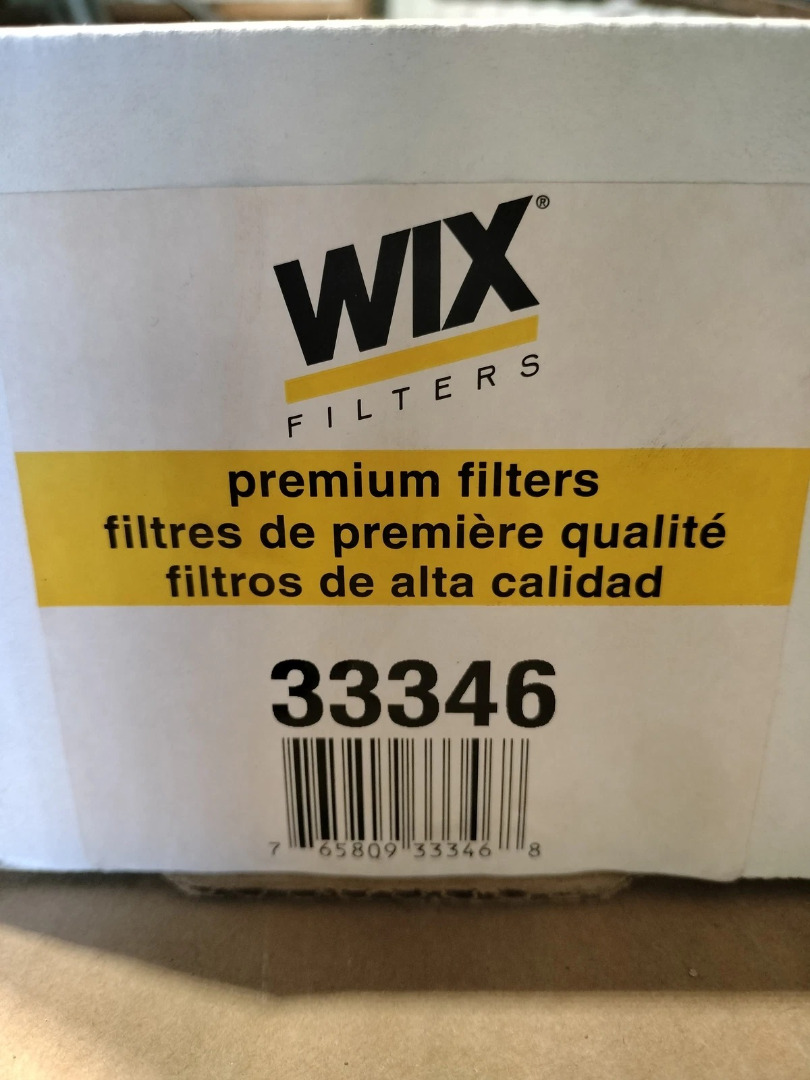 WIX®
FILTERS
premium filters
filtres de première qualité
filtros de alta calidad
33346
7 65809 33346 8